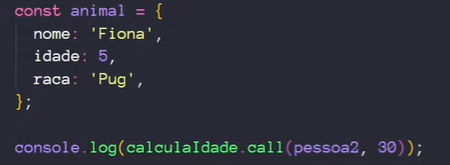 const animal = {
nome: 'Fiona',
idade: 5,
raca: 'Pug',
};
console.log(calculaIdade.call(pessoa2, 30));